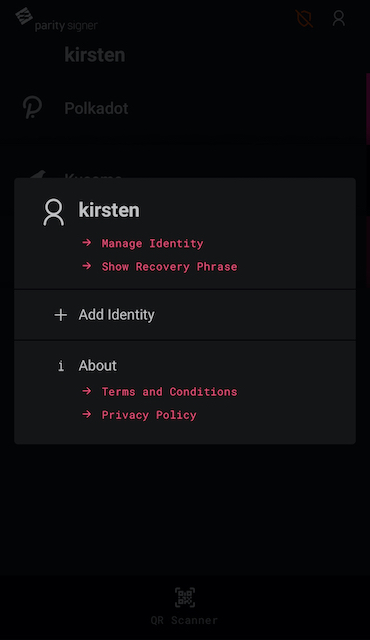 parity signer
kirsten
Polkadot
Kusama
kirsten
→ Manage Identity
→ Show Recovery Phrase
+ Add Identity
i About
→ Terms and Conditions
→ Privacy Policy
QR Scanner